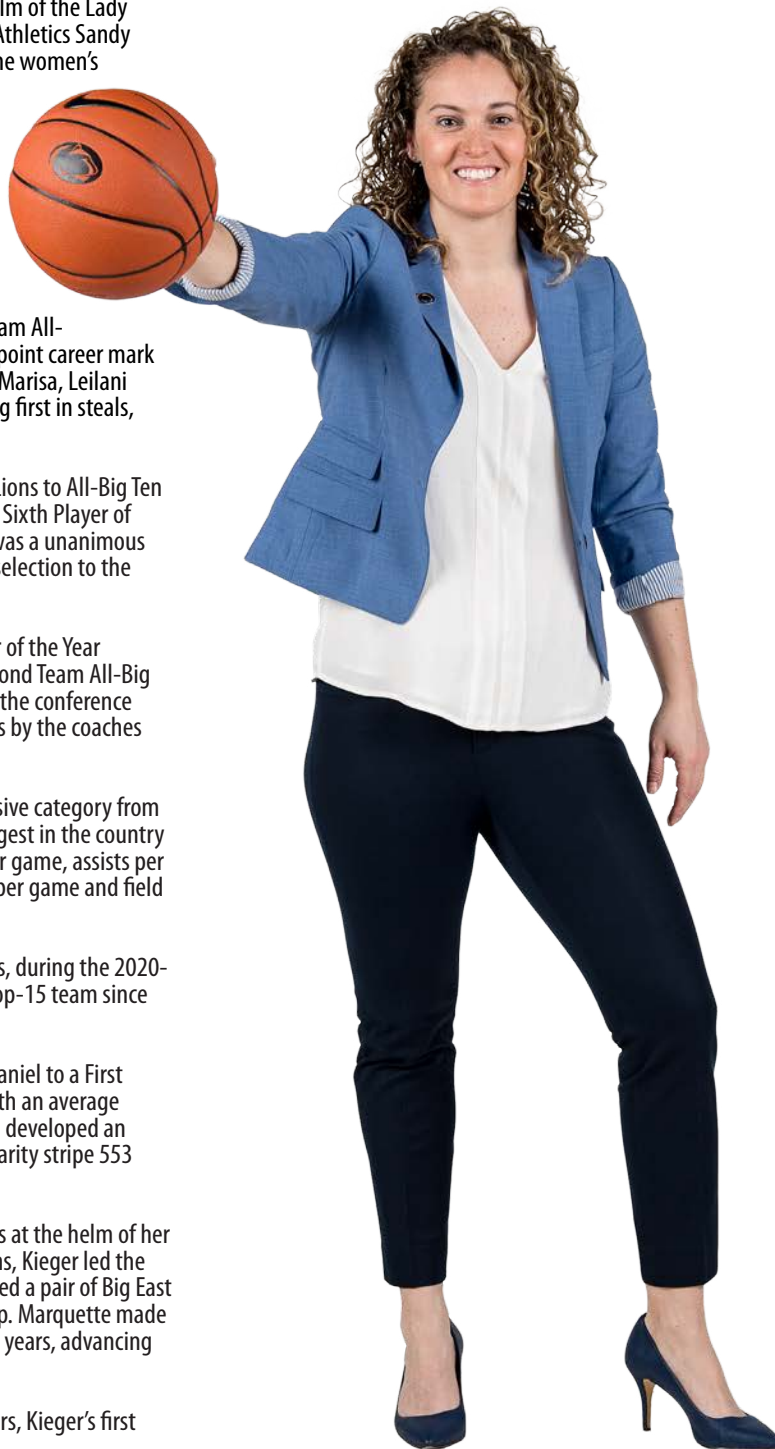 lm of the Lady
Athletics Sandy
ne women's
am All-
point career mark
Marisa, Leilani
g first in steals,
ions to All-Big Ten
Sixth Player of
was a unanimous
selection to the
r of the Year
ond Team All-Big
the conference
s by the coaches
sive category from
gest in the country
r game, assists per
per game and field
s, during the 2020-
op-15 team since
aniel to a First
th an average
developed an
arity stripe 553
s at the helm of her
ns, Kieger led the
ed a pair of Big East
p. Marquette made
years, advancing
rs, Kieger's first